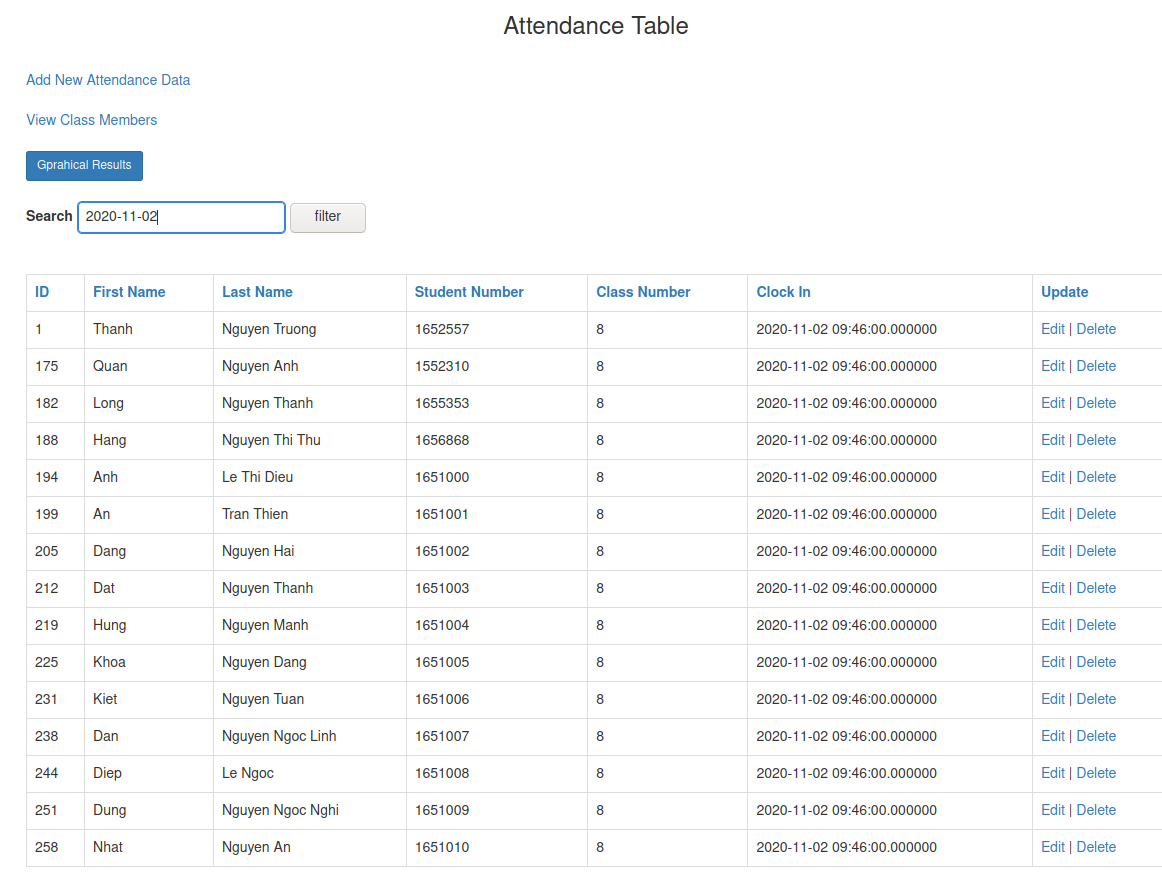 Attendance Table
Add New Attendance Data
View Class Members
Gprahical Results
Search 2020-11-02 filter
ID First Name Last Name Student Number Class Number Clock In Update
1 Thanh Nguyen Truong 1652557 8 2020-11-02 09:46:00.000000 Edit | Delete
175 Quan Nguyen Anh 1552310 8 2020-11-02 09:46:00.000000 Edit | Delete
182 Long Nguyen Thanh 1655353 8 2020-11-02 09:46:00.000000 Edit | Delete
188 Hang Nguyen Thi Thu 1656868 8 2020-11-02 09:46:00.000000 Edit | Delete
194 Anh Le Thi Dieu 1651000 8 2020-11-02 09:46:00.000000 Edit | Delete
199 An Tran Thien 1651001 8 2020-11-02 09:46:00.000000 Edit | Delete
205 Dang Nguyen Hai 1651002 8 2020-11-02 09:46:00.000000 Edit | Delete
212 Dat Nguyen Thanh 1651003 8 2020-11-02 09:46:00.000000 Edit | Delete
219 Hung Nguyen Manh 1651004 8 2020-11-02 09:46:00.000000 Edit | Delete
225 Khoa Nguyen Dang 1651005 8 2020-11-02 09:46:00.000000 Edit | Delete
231 Kiet Nguyen Tuan 1651006 8 2020-11-02 09:46:00.000000 Edit | Delete
238 Dan Nguyen Ngoc Linh 1651007 8 2020-11-02 09:46:00.000000 Edit | Delete
244 Diep Le Ngoc 1651008 8 2020-11-02 09:46:00.000000 Edit | Delete
251 Dung Nguyen Ngoc Nghi 1651009 8 2020-11-02 09:46:00.000000 Edit | Delete
258 Nhat Nguyen An 1651010 8 2020-11-02 09:46:00.000000 Edit | Delete